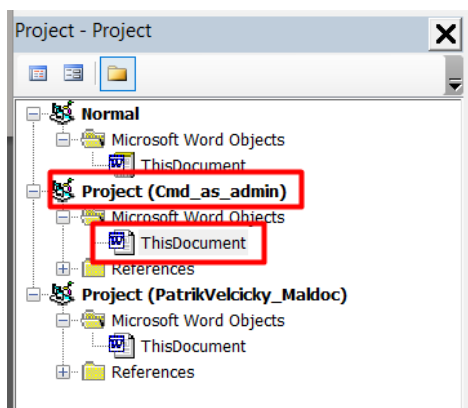 Project - Project
Normal
Microsoft Word Objects
ThisDocument
Project (Cmd_as_admin)
Microsoft Word Objects
ThisDocument
References
Project (PatrikVelcicky_Maldoc)
Microsoft Word Objects
ThisDocument
References